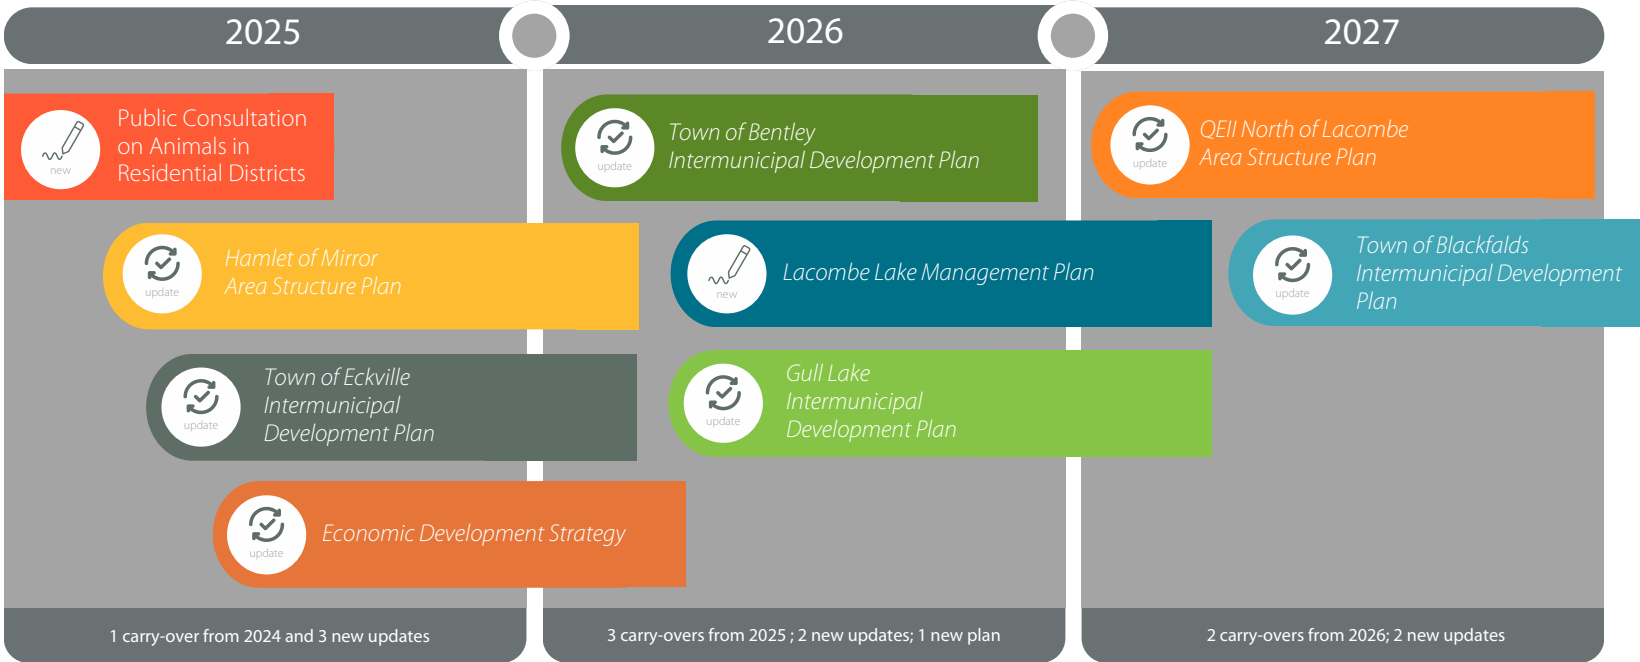 2025
2026
2027
new
Public Consultation
on Animals in
Residential Districts
update
Hamlet of Mirror
Area Structure Plan
update
Town of Eckville
Intermunicipal
Development Plan
update
Economic Development Strategy
update
Town of Bentley
Intermunicipal Development Plan
new
Lacombe Lake Management Plan
update
Gull Lake
Intermunicipal
Development Plan
update
QEII North of Lacombe
Area Structure Plan
update
Town of Blackfalds
Intermunicipal Development
Plan
1 carry-over from 2024 and 3 new updates
3 carry-overs from 2025 ; 2 new updates; 1 new plan
2 carry-overs from 2026; 2 new updates